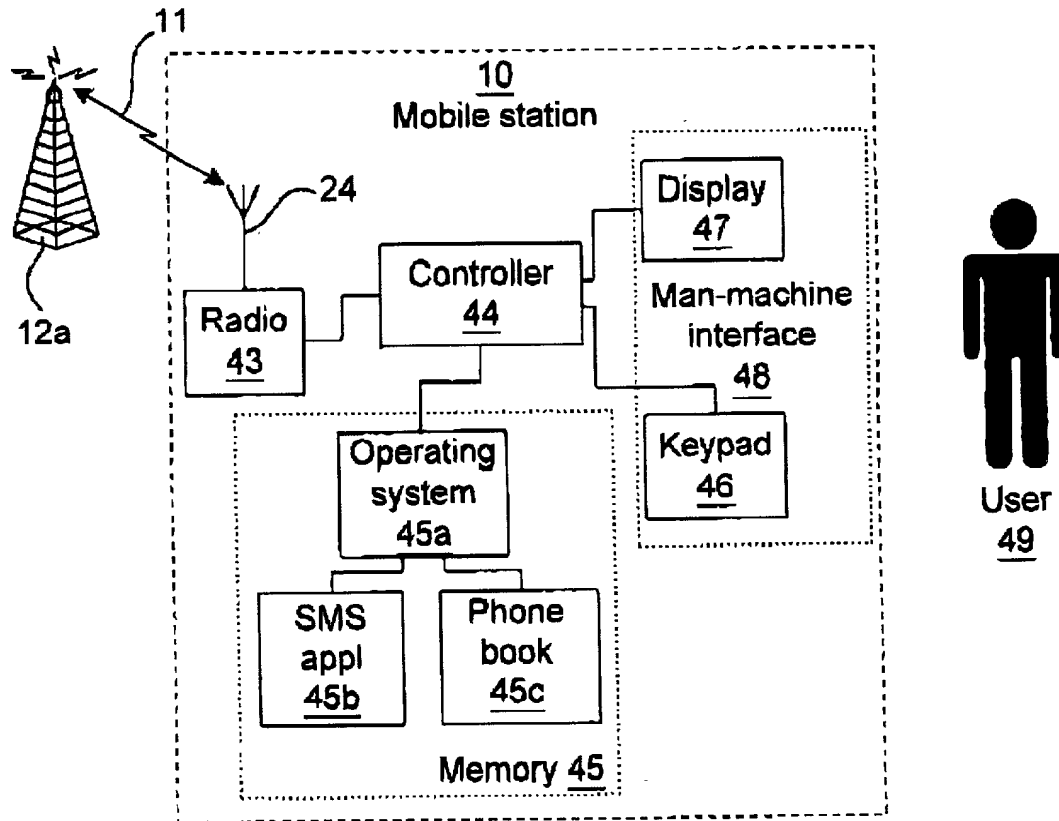 11
10
Mobile station
24
12a
Radio
43
Controller
44
Display
47
Man-machine
interface
48
Keypad
46
User
49
Operating
system
45a
SMS
appl
45b
Phone
book
45c
Memory 45